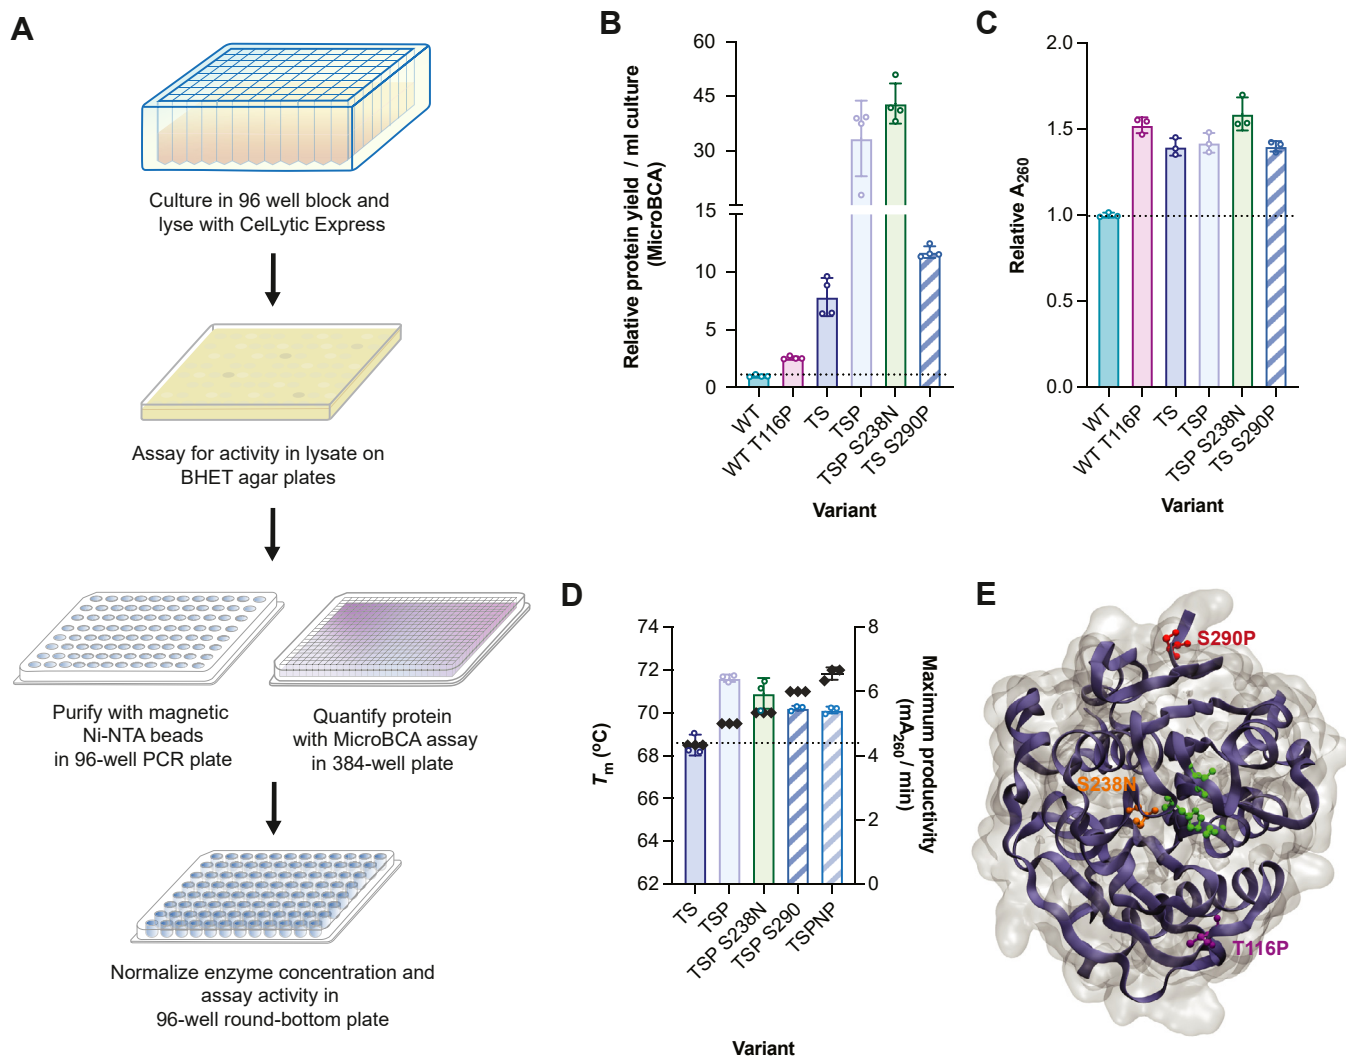 A
Culture in 96 well block and
lyse with CelLytic Express
Assay for activity in lysate on
BHET agar plates
Purify with magnetic
Ni-NTA beads
in 96-well PCR plate
Quantify protein
with MicroBCA assay
in 384-well plate
Normalize enzyme concentration and
assay activity in
96-well round-bottom plate
B
Relative protein yield / ml culture
(MicroBCA)
60
45
30
15
10
5
0
WT
WT T116P
TS
TSP
TSP S238N
TS S290P
Variant
C
Relative A260
2.0
1.5
1.0
0.5
0.0
WT
WT T116P
TS
TSP
TSP S238N
TS S290P
Variant
D
Tm (ºC)
74
72
70
68
66
64
62
8
6
4
2
0
Maximum productivity
(mA260 / min)
TS
TSP
TSP S238N
TSP S290
TSPNP
Variant
E
S290P
S238N
T116P